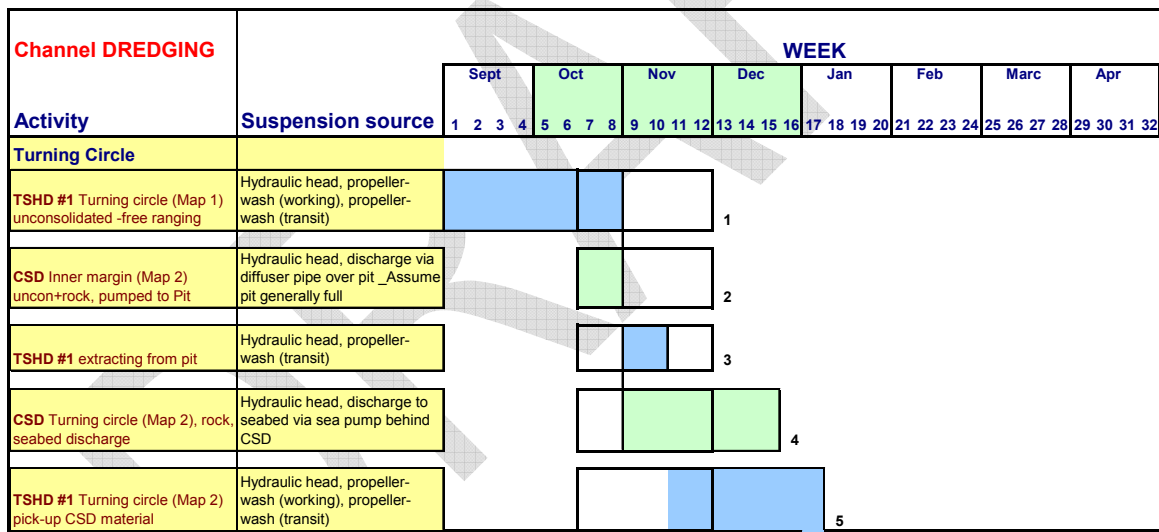 Channel DREDGING
WEEK
Sept Oct Nov Dec Jan Feb Marc Apr
Activity Suspension source 1 2 3 4 5 6 7 8 9 10 11 12 13 14 15 16 17 18 19 20 21 22 23 24 25 26 27 28 29 30 31 32
Turning Circle
TSHD #1 Turning circle (Map 1)
unconsolidated -free ranging
Hydraulic head, propeller-
wash (working), propeller-
wash (transit)
1
CSD Inner margin (Map 2)
uncon+rock, pumped to Pit
Hydraulic head, discharge via
diffuser pipe over pit _Assume
pit generally full
2
TSHD #1 extracting from pit
Hydraulic head, propeller-
wash (transit)
3
CSD Turning circle (Map 2), rock,
seabed discharge
Hydraulic head, discharge to
seabed via sea pump behind
CSD
4
TSHD #1 Turning circle (Map 2)
pick-up CSD material
Hydraulic head, propeller-
wash (working), propeller-
wash (transit)
5